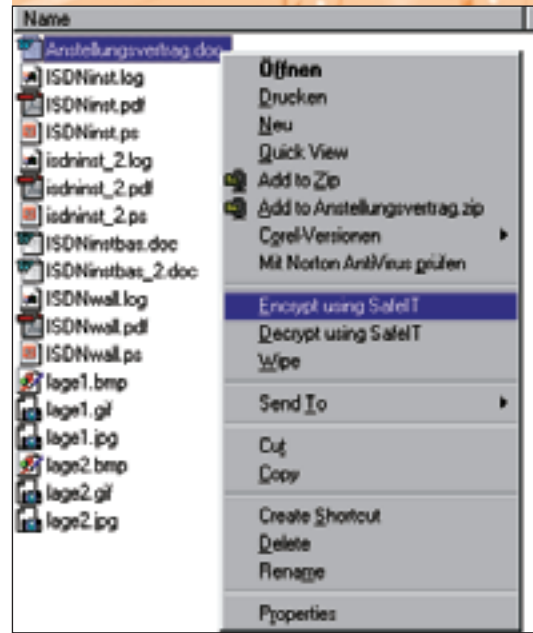 Name
Anstellungsvertrag.doc
ISDNinst.log
ISDNinst.pdf
ISDNinst.ps
isdninst_2.log
isdninst_2.pdf
isdninst_2.ps
ISDNinstbas.doc
ISDNinstbas_2.doc
ISDNwall.log
ISDNwall.pdf
ISDNwall.ps
lage1.bmp
lage1.gif
lage1.jpg
lage2.bmp
lage2.gif
lage2.jpg
Öffnen
Drucken
Neu
Quick View
Add to Zip
Add to Anstellungsvertrag.zip
Corel-Versionen
Mit Norton AntiVirus prüfen
Encrypt using SafeIT
Decrypt using SafeIT
Wipe
Send To
Cut
Copy
Create Shortcut
Delete
Rename
Properties